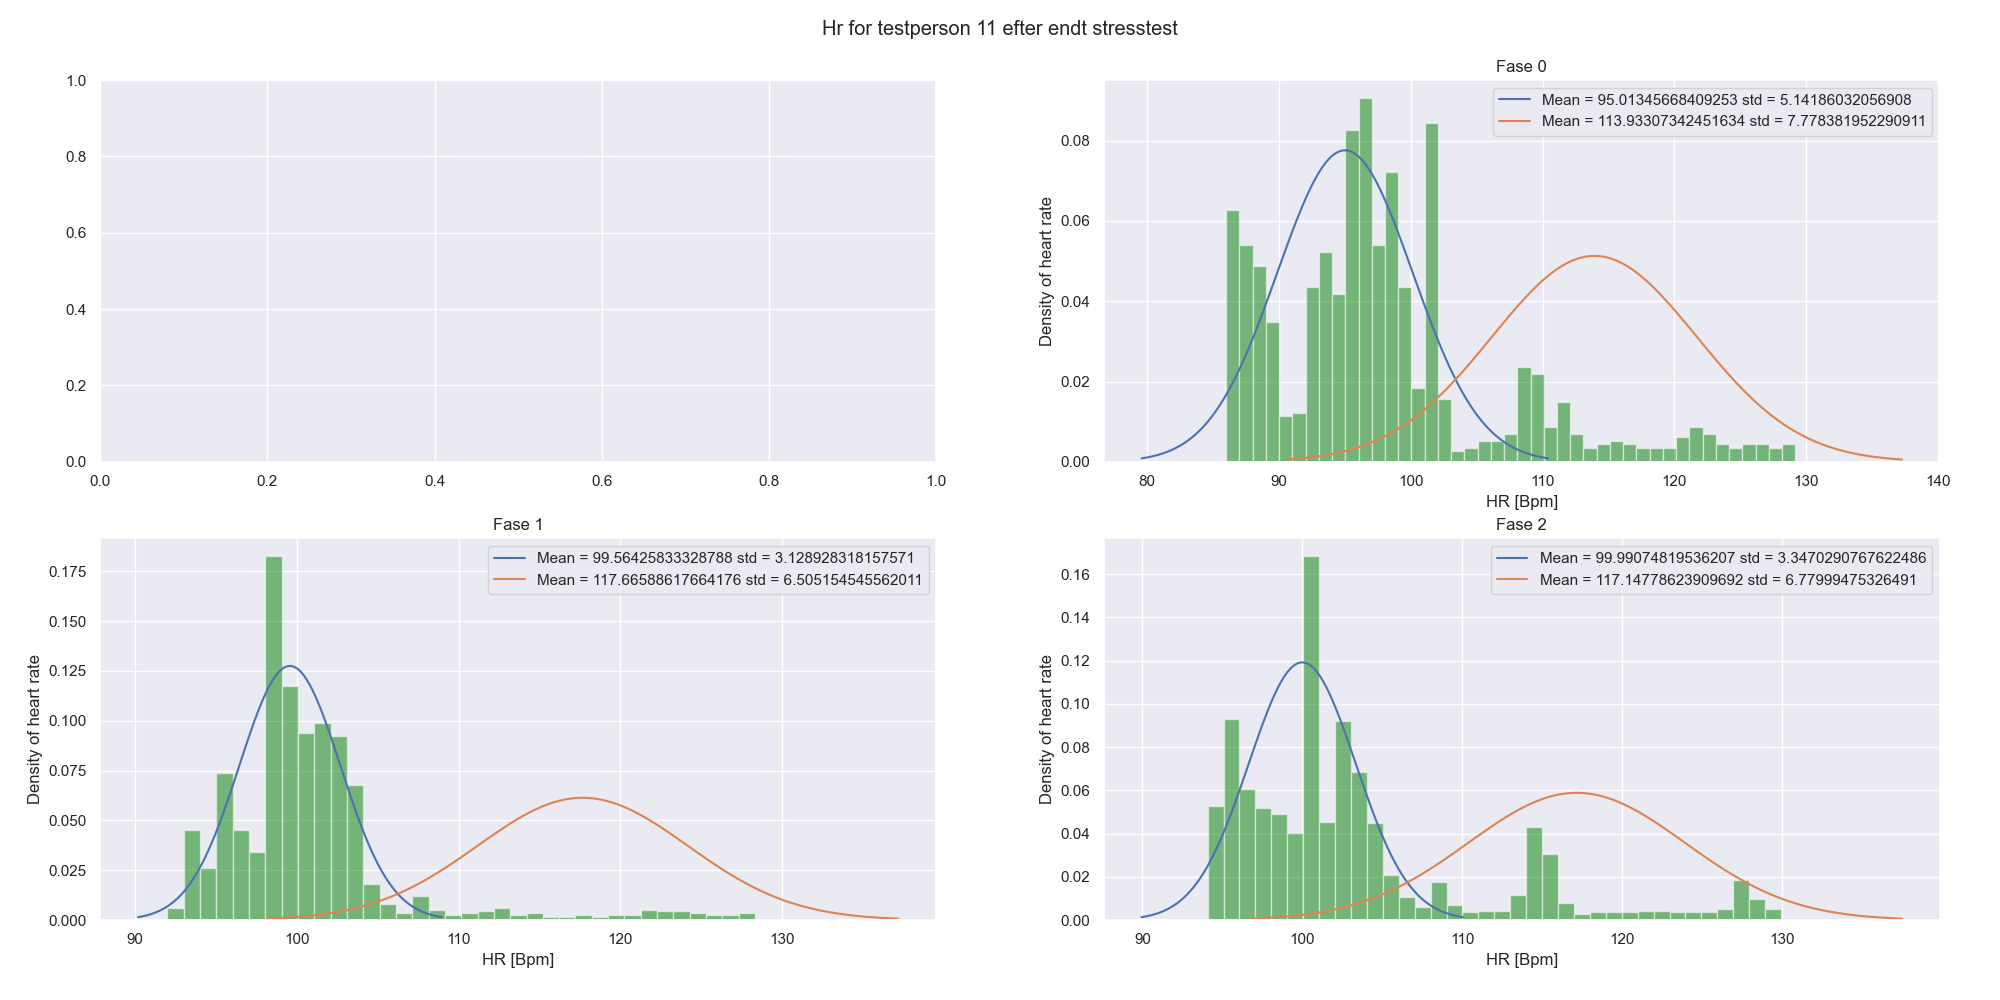 Hr for testperson 11 efter endt stresstest
1.0
0.8
0.6
0.4
0.2
0.0
0.0 0.2 0.4 0.6 0.8 1.0
Fase 0
Mean = 95.01345668409253 std = 5.14186032056908
Mean = 113.93307342451634 std = 7.778381952290911
Density of heart rate
0.08
0.06
0.04
0.02
0.00
80 90 100 110 120 130 140
HR [Bpm]
Fase 1
Mean = 99.56425833328788 std = 3.128928318157571
Mean = 117.66588617664176 std = 6.505154545562011
Density of heart rate
0.175
0.150
0.125
0.100
0.075
0.050
0.025
0.000
90 100 110 120 130
HR [Bpm]
Fase 2
Mean = 99.99074819536207 std = 3.3470290767622486
Mean = 117.14778623909692 std = 6.77999475326491
Density of heart rate
0.16
0.14
0.12
0.10
0.08
0.06
0.04
0.02
0.00
90 100 110 120 130
HR [Bpm]